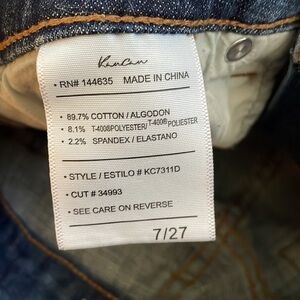 KanCan
• RN# 144635 MADE IN CHINA
• 89.7% COTTON / ALGODON
• 8.1% T-400®POLYESTER/T-400®POLIESTER
• 2.2% SPANDEX / ELASTANO
• STYLE / ESTILO # KC7311D
• CUT # 34993
• SEE CARE ON REVERSE
7/27